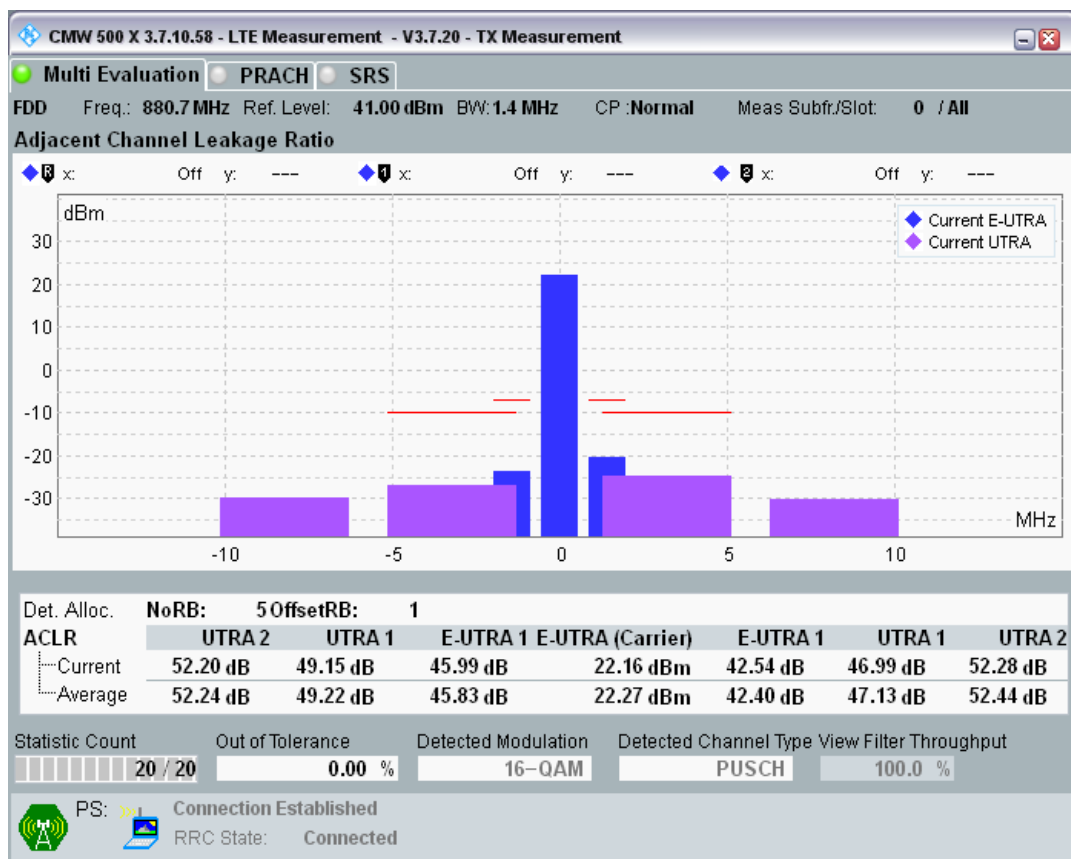 CMW 500 X 3.7.10.58 - LTE Measurement - V3.7.20 - TX Measurement
Multi Evaluation PRACH SRS
FDD Freq.: 880.7 MHz Ref. Level: 41.00 dBm BW: 1.4 MHz CP :Normal Meas Subfr./Slot: 0 / All
Adjacent Channel Leakage Ratio
R x: Off y: --- 1 x: Off y: --- 2 x: Off y: ---
dBm
Current E-UTRA
Current UTRA
30
20
10
0
-10
-20
-30
MHz
-10 -5 0 5 10
Det. Alloc. NoRB: 5 OffsetRB: 1
ACLR UTRA 2 UTRA 1 E-UTRA 1 E-UTRA (Carrier) E-UTRA 1 UTRA 1 UTRA 2
Current 52.20 dB 49.15 dB 45.99 dB 22.16 dBm 42.54 dB 46.99 dB 52.28 dB
Average 52.24 dB 49.22 dB 45.83 dB 22.27 dBm 42.40 dB 47.13 dB 52.44 dB
Statistic Count Out of Tolerance Detected Modulation Detected Channel Type View Filter Throughput
20 / 20 0.00 % 16-QAM PUSCH 100.0 %
PS: Connection Established
RRC State: Connected